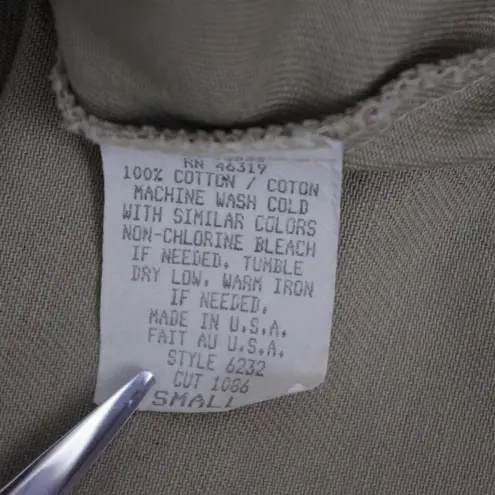 RN 46319
100% COTTON / COTON
MACHINE WASH COLD
WITH SIMILAR COLORS
NON-CHLORINE BLEACH
IF NEEDED. TUMBLE
DRY LOW. WARM IRON
IF NEEDED.
MADE IN U.S.A.
FAIT AU U.S.A.
STYLE 6232
CUT 1086
SMALL